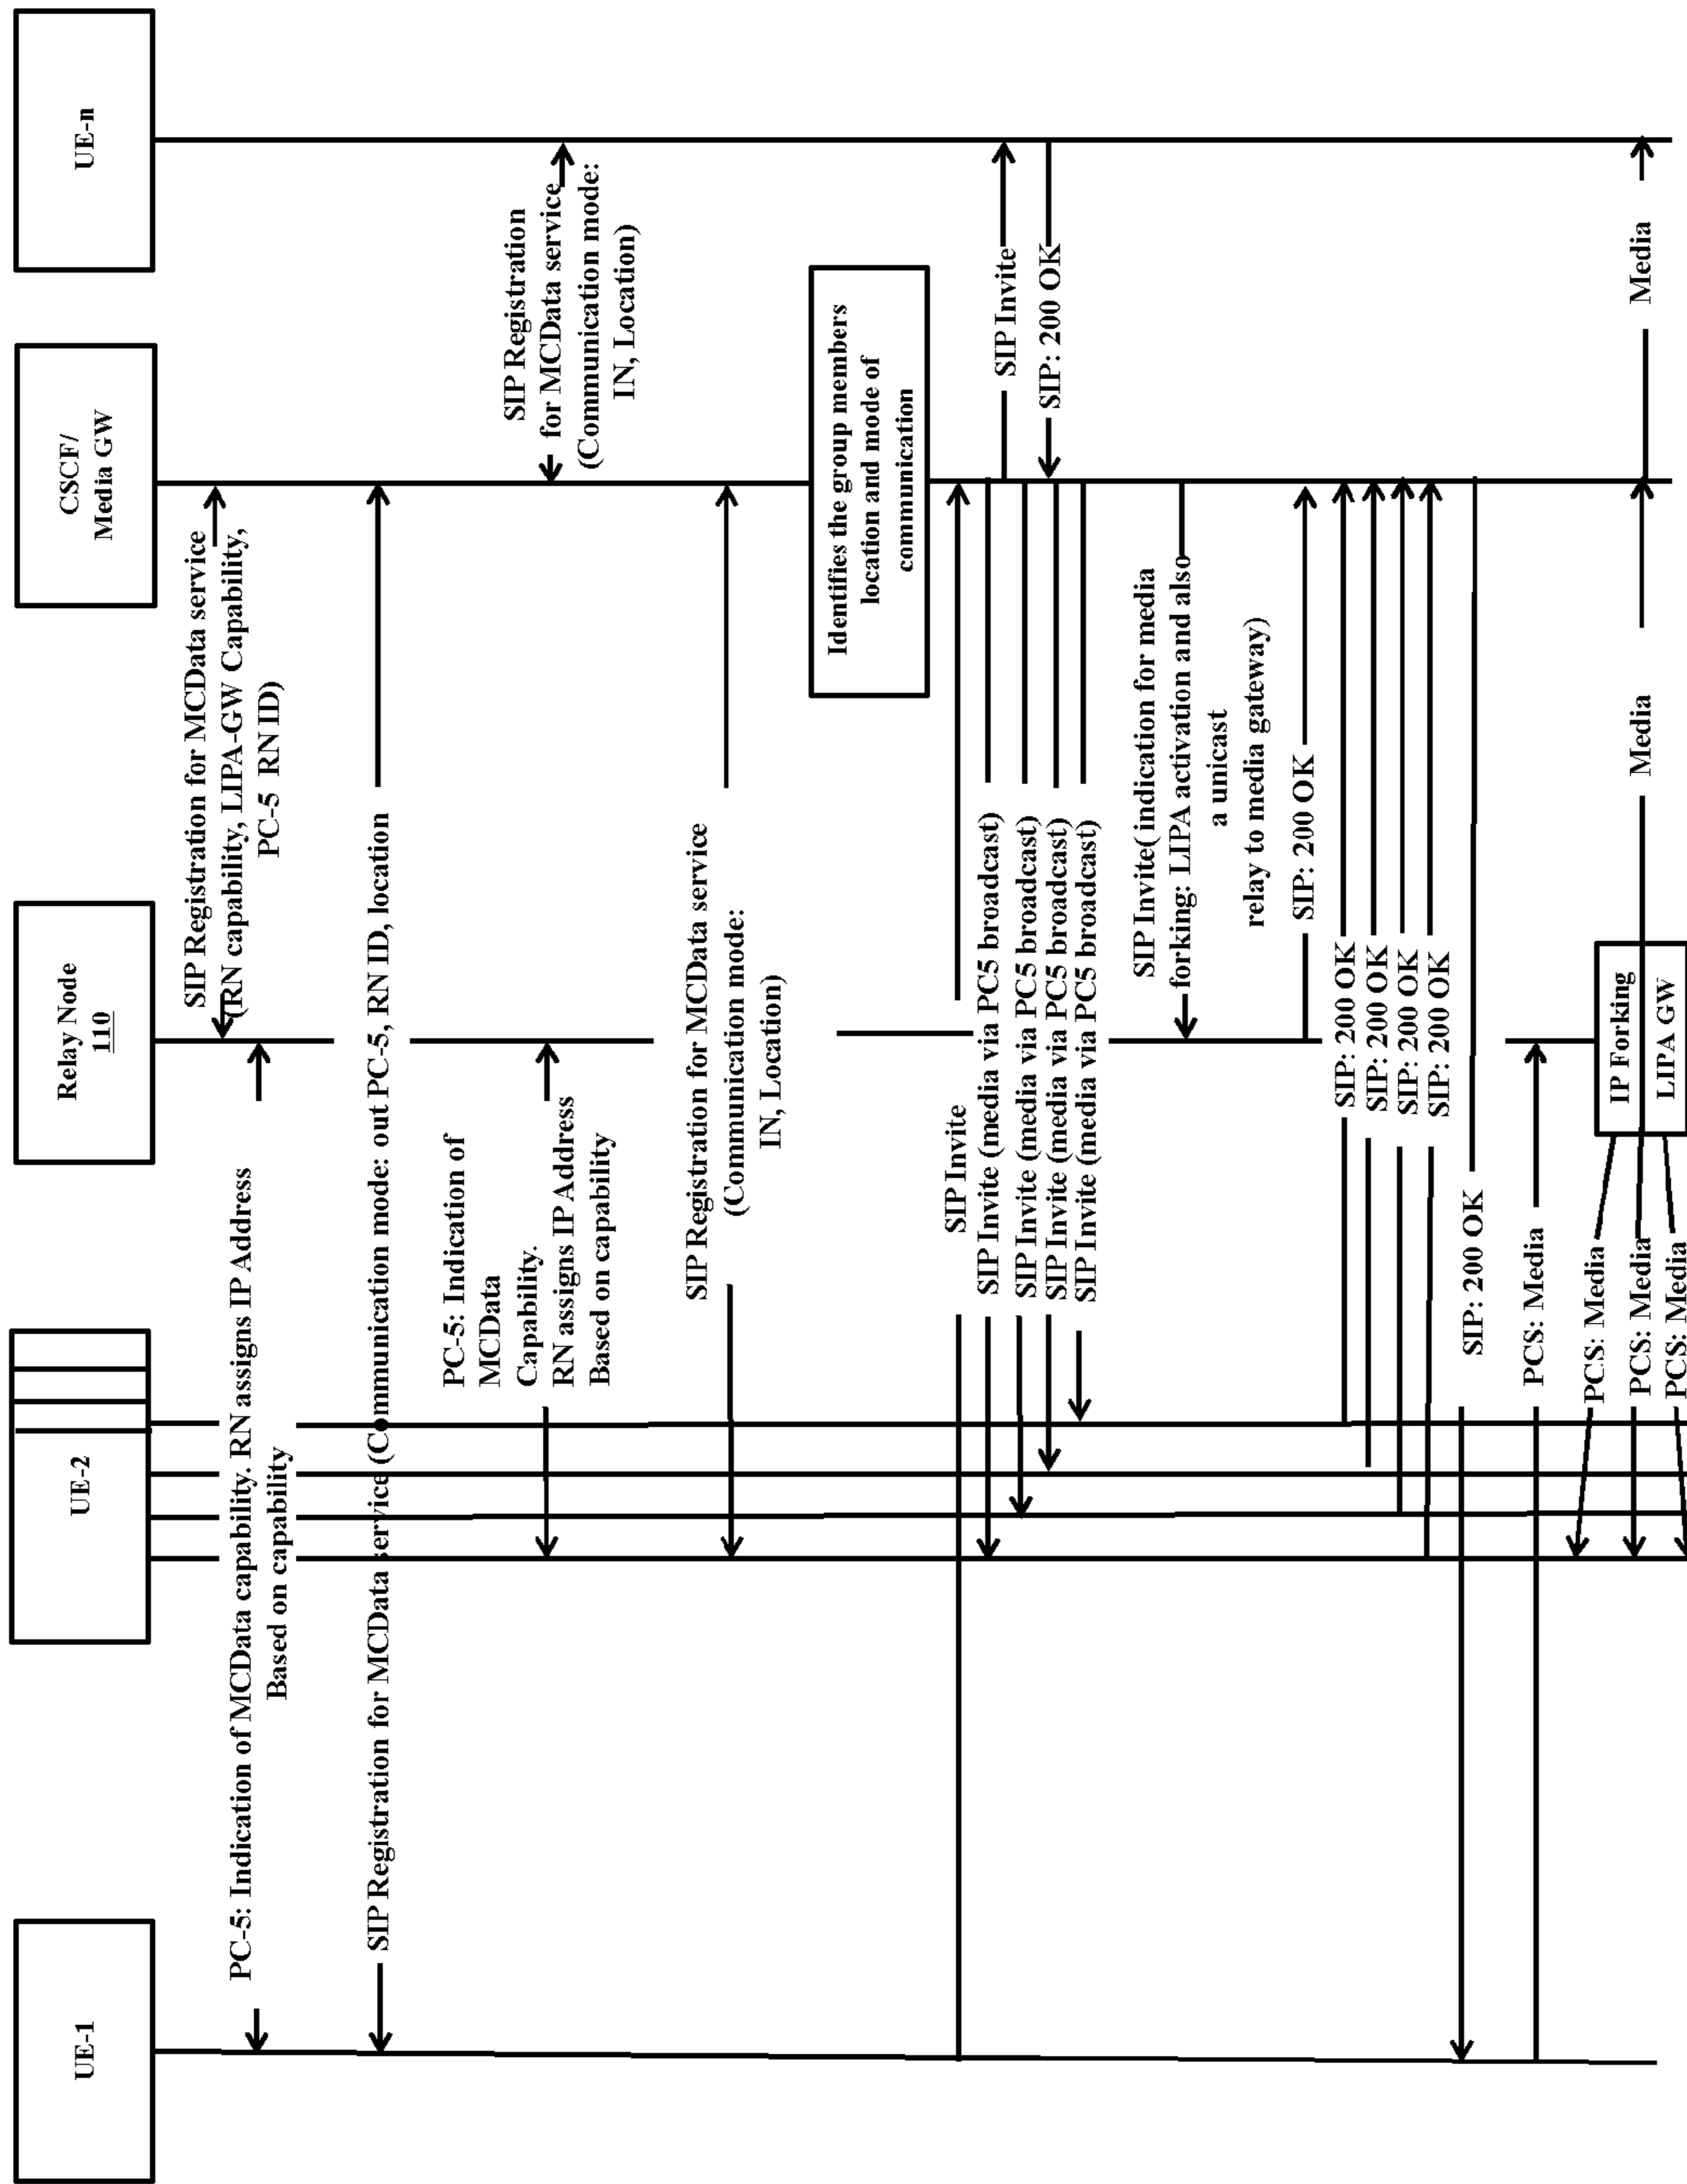 UE-1
UE-2
Relay Node
110
CSCF/
Media GW
UE-n
SIP Registration for MCData service
(RN capability, LIPA-GW Capability,
PC-5 RN ID)
PC-5: Indication of MCData capability. RN assigns IP Address
Based on capability
SIP Registration for MCData service (Communication mode: out PC-5, RN ID, location
PC-5: Indication of
MCData
Capability.
RN assigns IP Address
Based on capability
SIP Registration
for MCData service
(Communication mode:
IN, Location)
SIP Registration for MCData service
(Communication mode:
IN, Location)
Identifies the group members
location and mode of
communication
SIP Invite
SIP Invite (media via PC5 broadcast)
SIP Invite (media via PC5 broadcast)
SIP Invite (media via PC5 broadcast)
SIP Invite (media via PC5 broadcast)
SIP Invite
SIP: 200 OK
SIP Invite( indication for media
forking: LIPA activation and also
a unicast
relay to media gateway)
SIP: 200 OK
SIP: 200 OK
SIP: 200 OK
SIP: 200 OK
SIP: 200 OK
SIP: 200 OK
PCS: Media
IP Forking
LIPA GW
PCS: Media
PCS: Media
PCS: Media
Media
Media